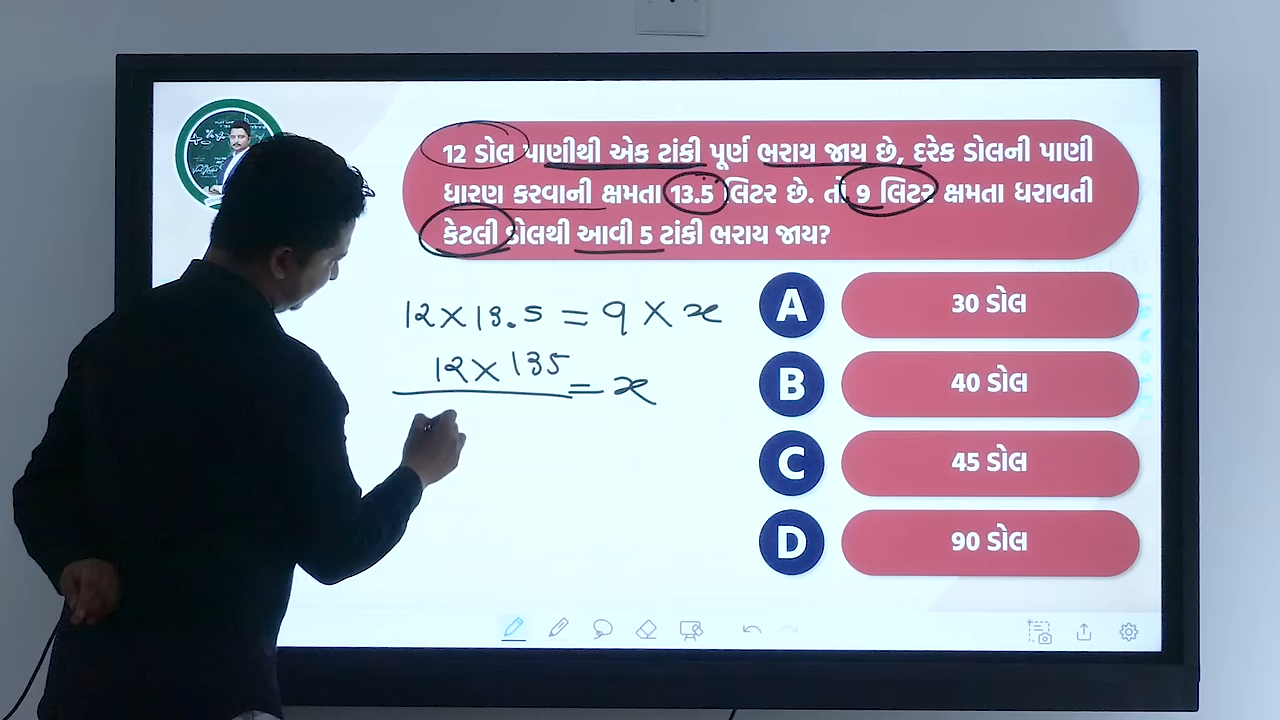 12 ડોલ પાણીથી એક ટાંકી પૂર્ણ ભરાય જાય છે, દરેક ડોલની પાણી
ધારણ કરવાની ક્ષમતા 13.5 લિટર છે. તો 9 લિટર ક્ષમતા ધરાવતી
કેટલી ડોલથી આવી 5 ટાંકી ભરાય જાય?
12 × 13.5 = 9 × x
12 × 135 = x
A 30 ડોલ
B 40 ડોલ
C 45 ડોલ
D 90 ડોલ